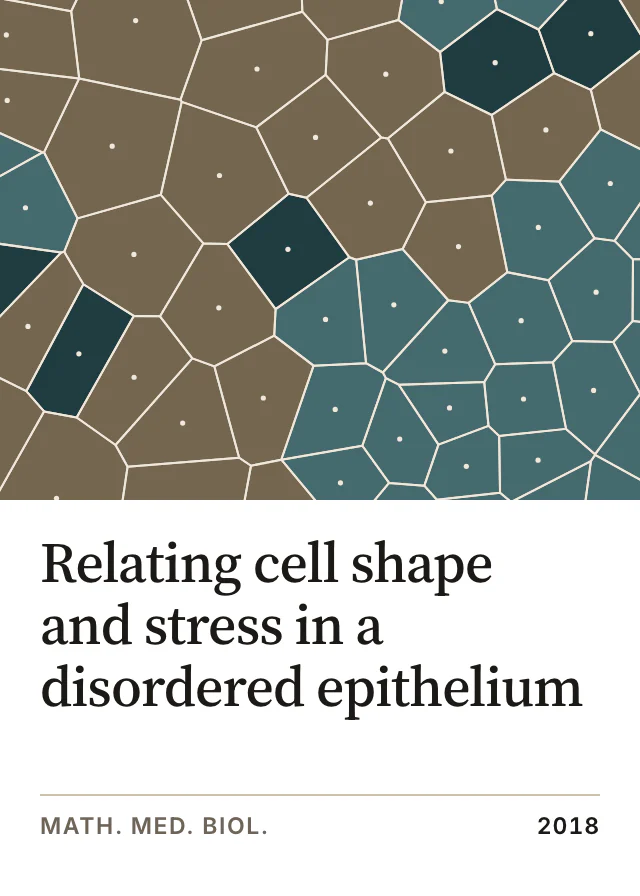 Relating cell shape
and stress in a
disordered epithelium
MATH. MED. BIOL.
2018